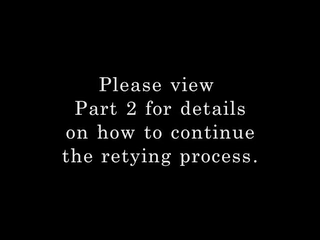 Please view
Part 2 for details
on how to continue
the retying process.